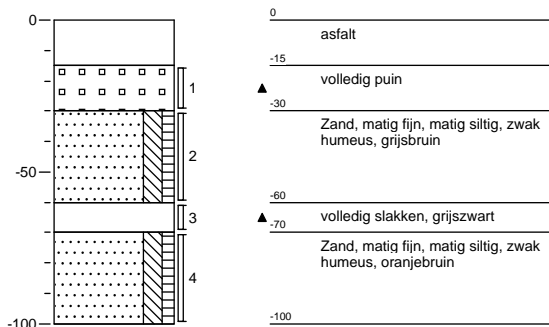 0
-50
-100
1
2
3
4
0
asfalt
-15
volledig puin
-30
Zand, matig fijn, matig siltig, zwak
humeus, grijsbruin
-60
volledig slakken, grijszwart
-70
Zand, matig fijn, matig siltig, zwak
humeus, oranjebruin
-100